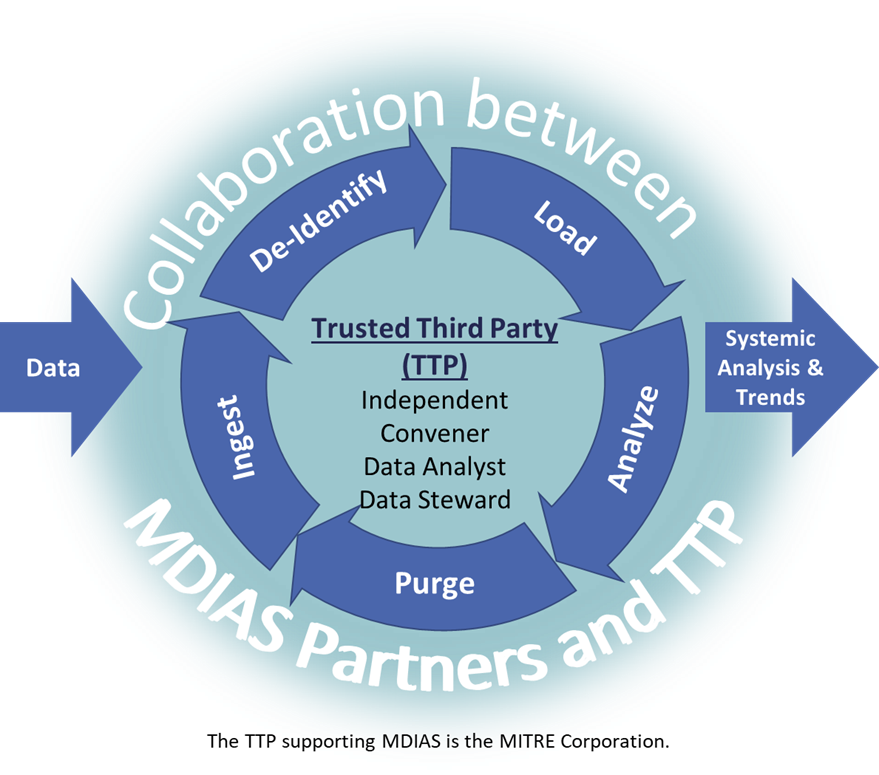 Collaboration between
De-Identify
Load
Data
Trusted Third Party
(TTP)
Independent
Convener
Data Analyst
Data Steward
Systemic
Analysis &
Trends
Ingest
Analyze
Purge
MDIAS Partners and TTP
The TTP supporting MDIAS is the MITRE Corporation.